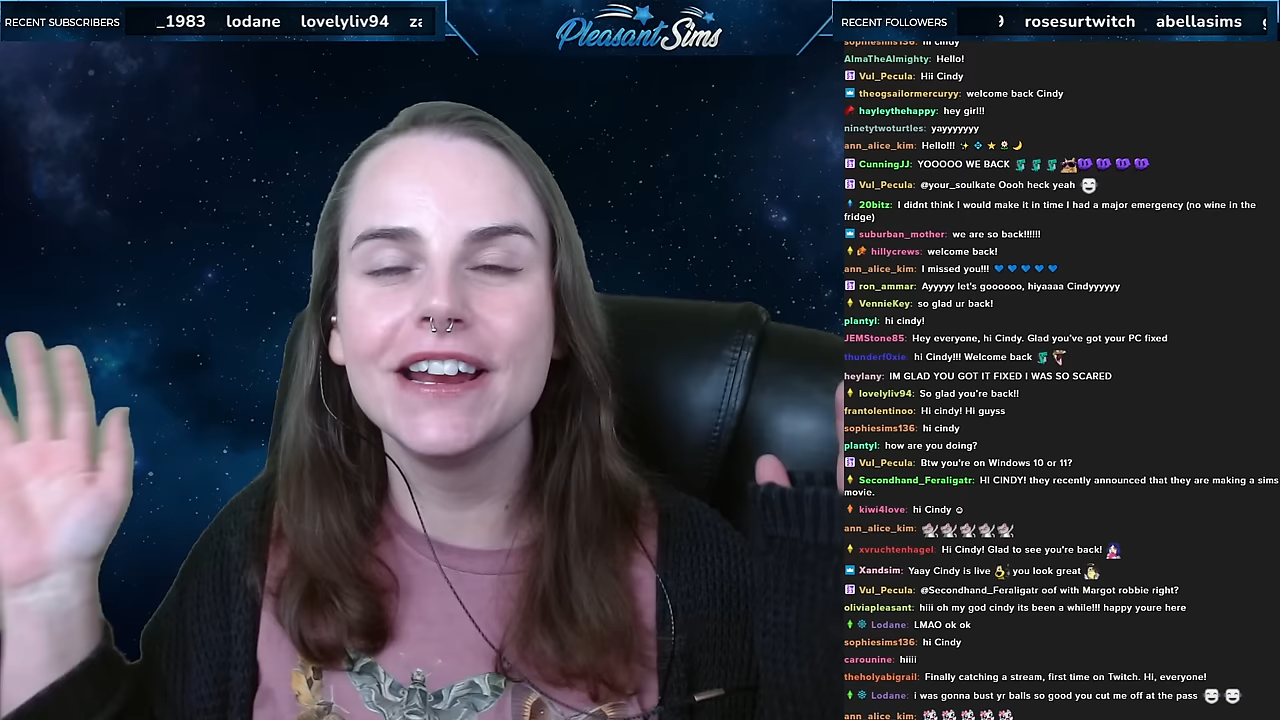 RECENT SUBSCRIBERS _1983 lodane lovelyliv94
PleasantSims
RECENT FOLLOWERS rosesurtwitch abellasims
sophiesims136: hi cindy
AlmaTheAlmighty: Hello!
Vul_Pecula: Hii Cindy
theogsailormercuryy: welcome back Cindy
hayleythehappy: hey girl!!!
ninetytwoturtles: yayyyyyyy
ann_alice_kim: Hello!!!
CunningJJ: YOOOOO WE BACK
Vul_Pecula: @your_soulkate Oooh heck yeah
20bitz: I didnt think I would make it in time I had a major emergency (no wine in the
fridge)
suburban_mother: we are so back!!!!!!
hillycrews: welcome back!
ann_alice_kim: I missed you!!!
ron_ammar: Ayyyyy let's goooooo, hiyaaaa Cindyyyyyy
VennieKey: so glad ur back!
plantyl: hi cindy!
JEMStone85: Hey everyone, hi Cindy. Glad you've got your PC fixed
thunderf0xie: hi Cindy!!! Welcome back
heylany: IM GLAD YOU GOT IT FIXED I WAS SO SCARED
lovelyliv94: So glad you're back!!
frantolentinoo: Hi cindy! Hi guyss
sophiesims136: hi cindy
plantyl: how are you doing?
Vul_Pecula: Btw you're on Windows 10 or 11?
Secondhand_Feraligatr: HI CINDY! they recently announced that they are making a sims
movie.
kiwi4love: hi Cindy ☺
ann_alice_kim:
xvruchtenhagel: Hi Cindy! Glad to see you're back!
Xandsim: Yaay Cindy is live you look great
Vul_Pecula: @Secondhand_Feraligatr oof with Margot robbie right?
oliviapleasant: hiii oh my god cindy its been a while!!! happy youre here
Lodane: LMAO ok ok
sophiesims136: hi Cindy
carounine: hiiii
theholyabigrail: Finally catching a stream, first time on Twitch. Hi, everyone!
Lodane: i was gonna bust yr balls so good you cut me off at the pass
ann_alice_kim: